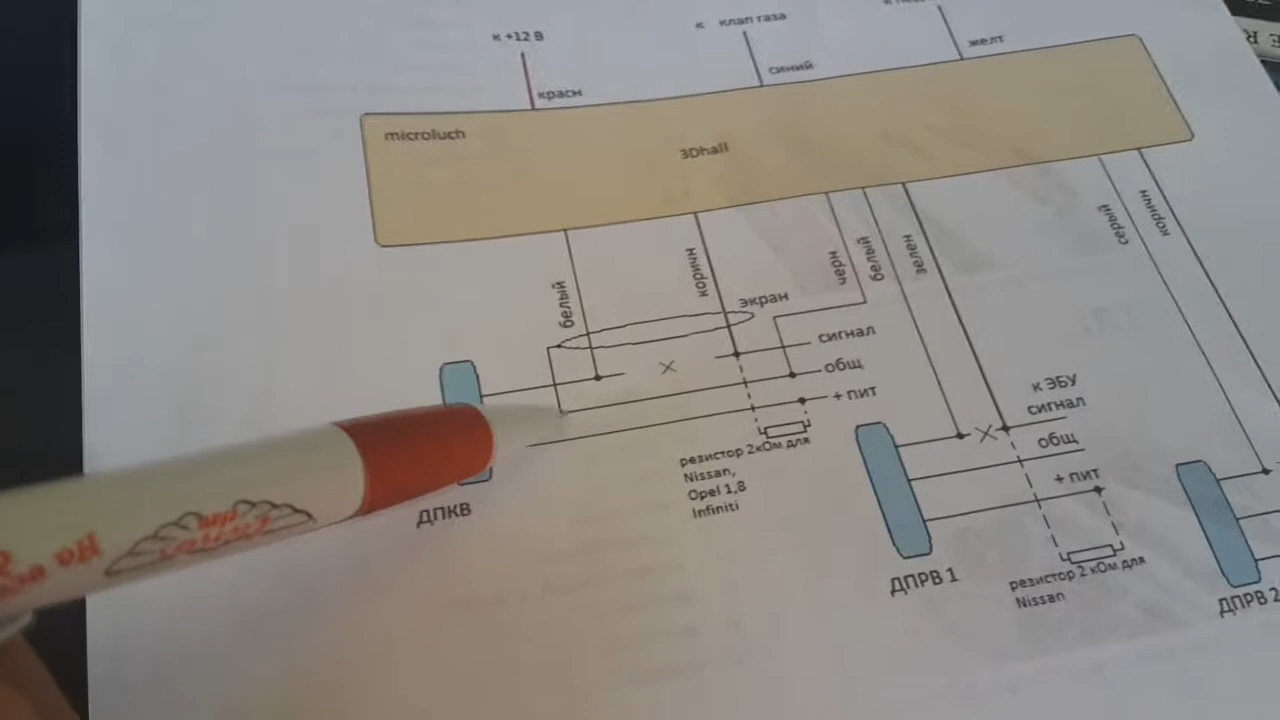 к +12 В
к клап газа
красн
синий
желт
microluch
3Dhall
белый
коричн
черн
белый
зелен
серый
коричн
экран
сигнал
общ
+ пит
к ЭБУ
сигнал
общ
+ пит
резистор 2кОм для
Nissan,
Opel 1,8
Infiniti
ДПКВ
ДПРВ 1
резистор 2 кОм для
Nissan
ДПРВ 2